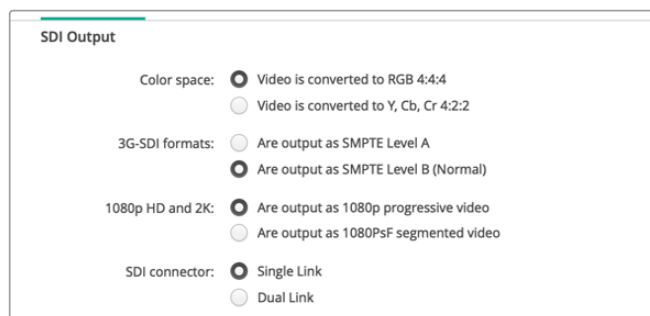 SDI Output
Color space: Video is converted to RGB 4:4:4
Video is converted to Y, Cb, Cr 4:2:2
3G-SDI formats: Are output as SMPTE Level A
Are output as SMPTE Level B (Normal)
1080p HD and 2K: Are output as 1080p progressive video
Are output as 1080PsF segmented video
SDI connector: Single Link
Dual Link